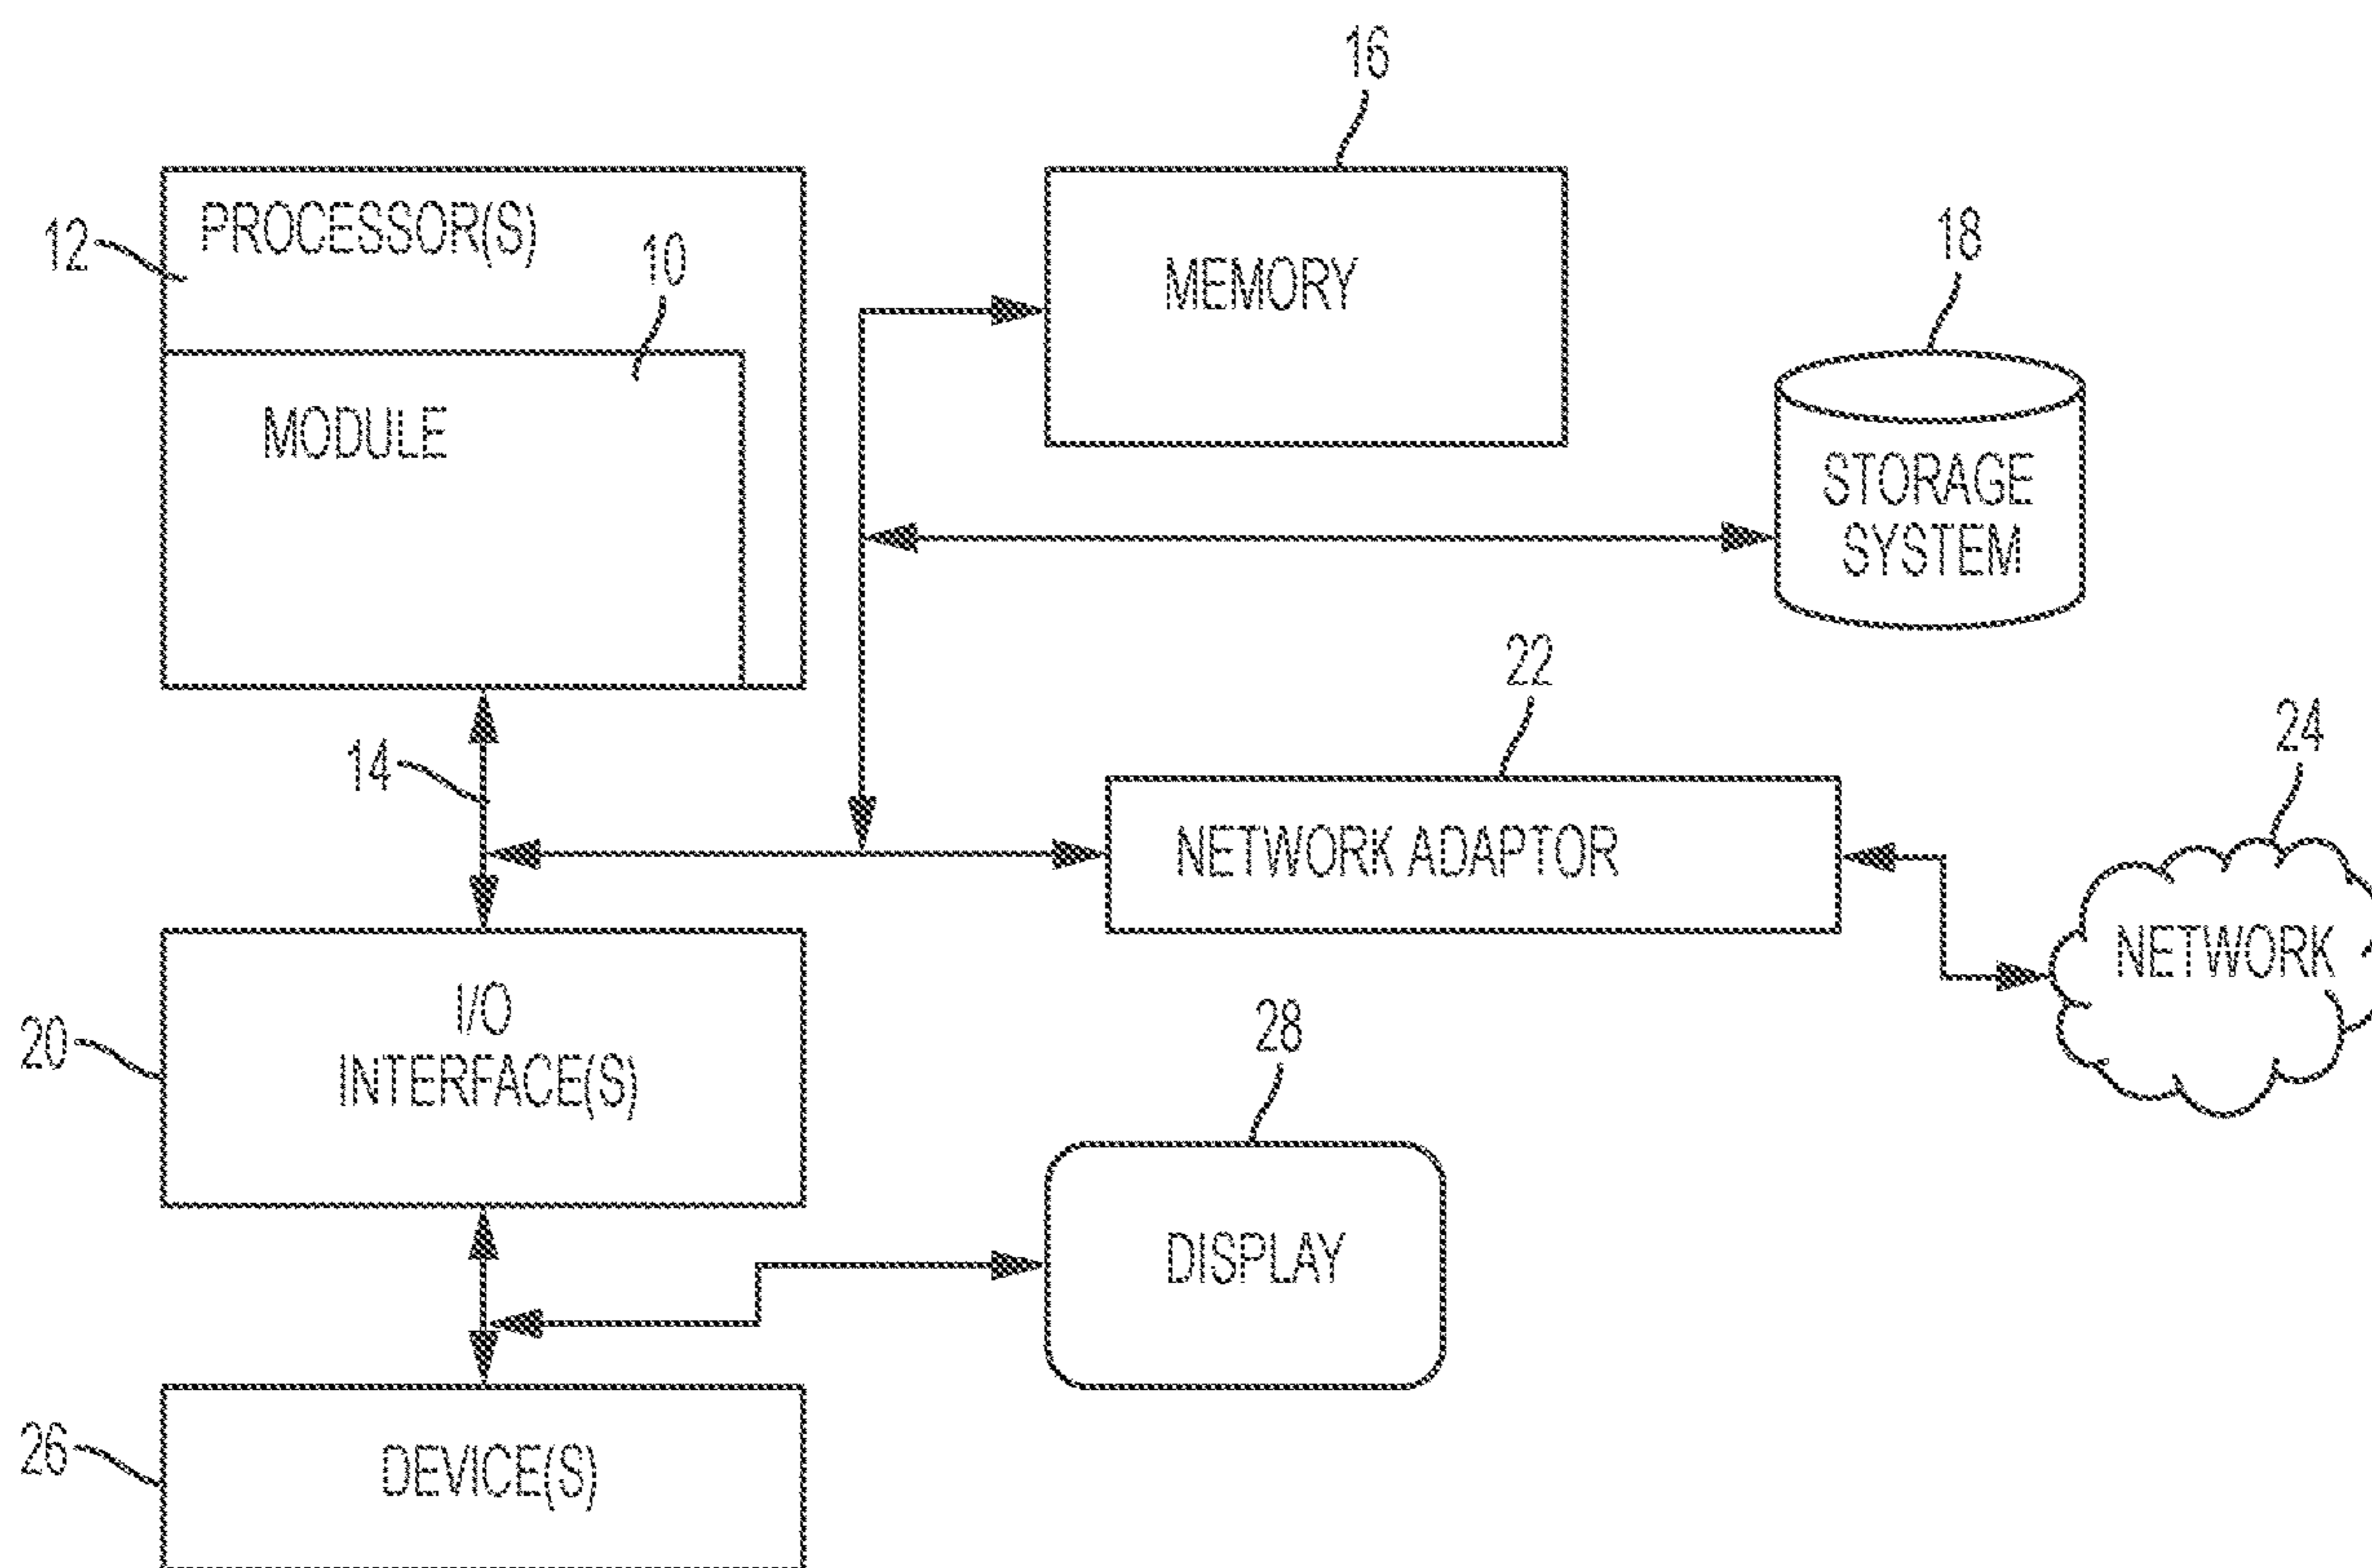 16
PROCESSOR(S)
12
10
MEMORY
18
MODULE
STORAGE
SYSTEM
22
14
24
NETWORK ADAPTOR
NETWORK
I/O
INTERFACE(S)
20
28
DISPLAY
26
DEVICE(S)